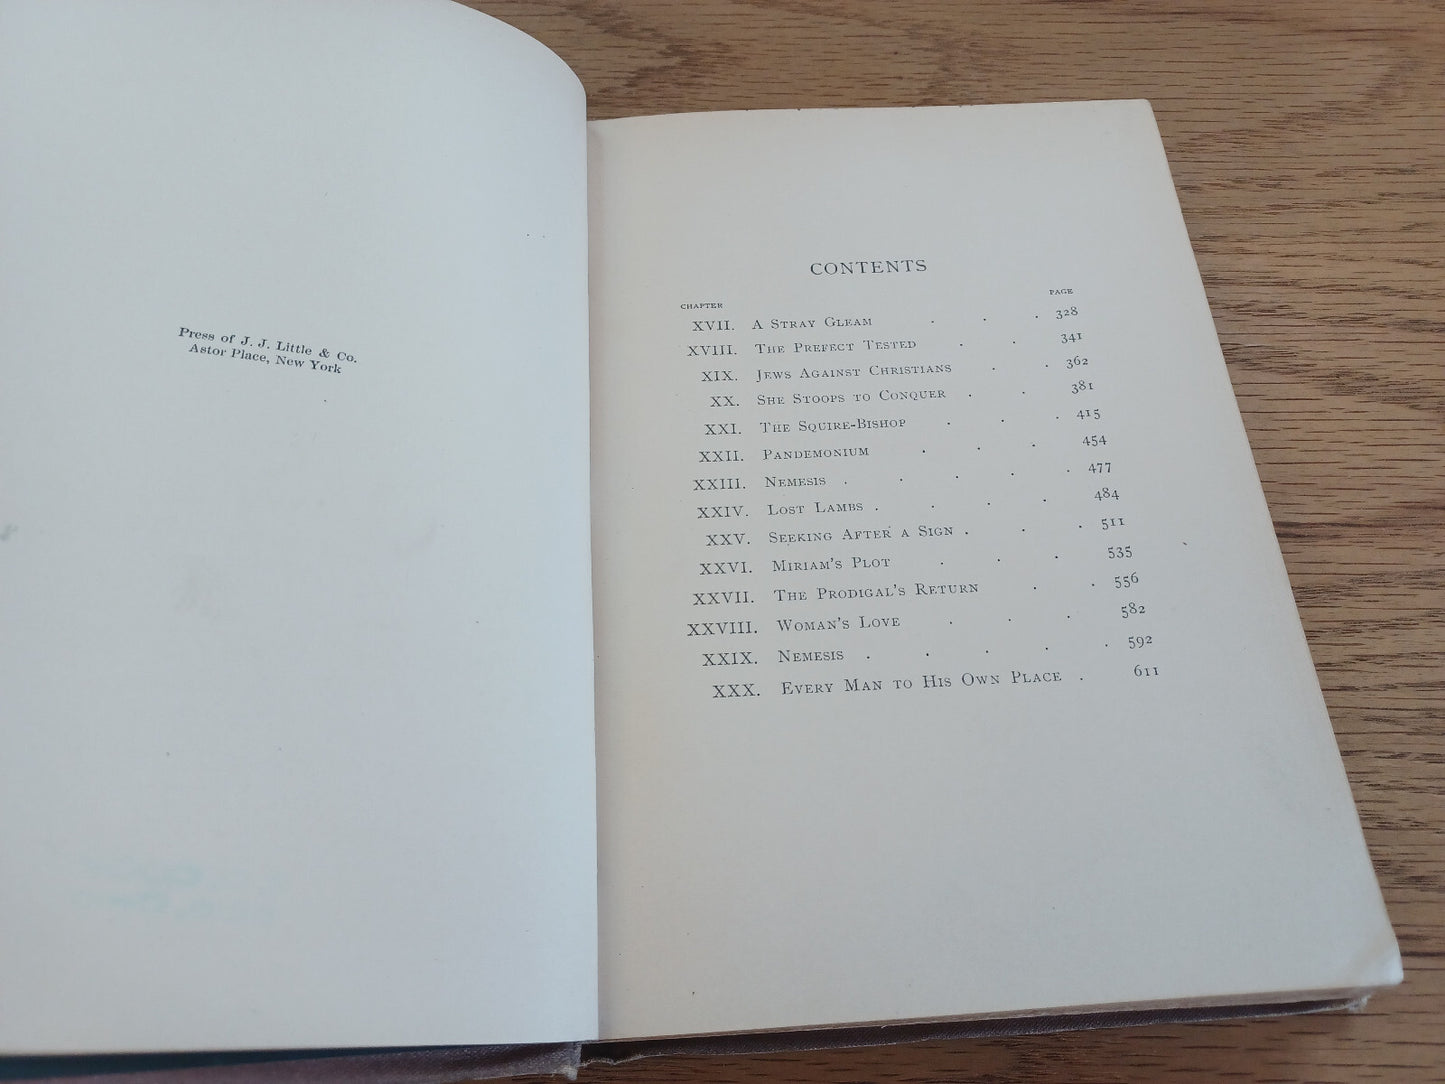 Press of J. J. Little & Co.
Astor Place, New York
CONTENTS
CHAPTER PAGE
XVII. A Stray Gleam . . . 328
XVIII. The Prefect Tested . . 341
XIX. Jews Against Christians . . 362
XX. She Stoops to Conquer . . 381
XXI. The Squire-Bishop . . . 415
XXII. Pandemonium . . . 454
XXIII. Nemesis . . . . . 477
XXIV. Lost Lambs . . . . 484
XXV. Seeking After a Sign . . . 511
XXVI. Miriam's Plot . . . 535
XXVII. The Prodigal's Return . . 556
XXVIII. Woman's Love . . . 582
XXIX. Nemesis . . . . . 592
XXX. Every Man to His Own Place . 611